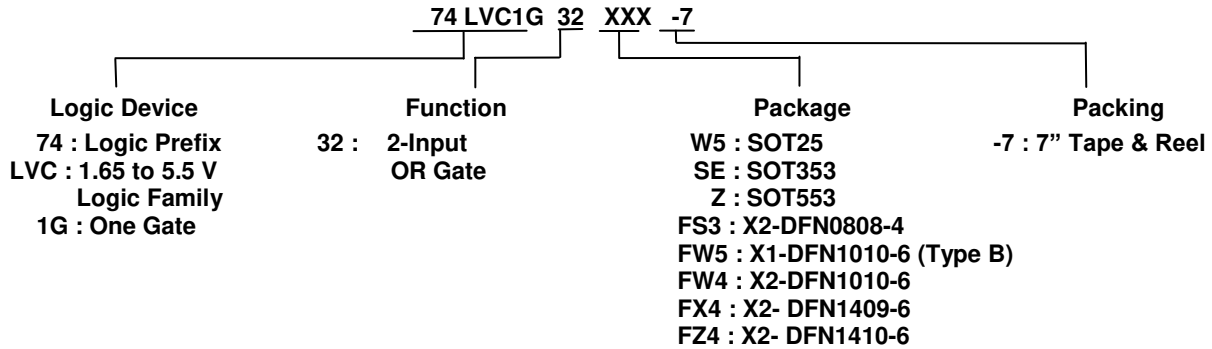 74 LVC1G 32 XXX -7
Logic Device
74 : Logic Prefix
LVC : 1.65 to 5.5 V
Logic Family
1G : One Gate
Function
32 : 2-Input
OR Gate
Package
W5 : SOT25
SE : SOT353
Z : SOT553
FS3 : X2-DFN0808-4
FW5 : X1-DFN1010-6 (Type B)
FW4 : X2-DFN1010-6
FX4 : X2- DFN1409-6
FZ4 : X2- DFN1410-6
Packing
-7 : 7” Tape & Reel